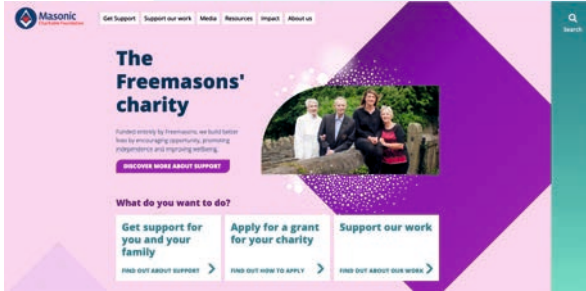 Masonic
Charitable Foundation
Get Support Support our work Media Resources Impact About us
Search
The
Freemasons'
charity
Funded entirely by Freemasons, we build better
lives by encouraging opportunity, promoting
independence and improving wellbeing.
DISCOVER MORE ABOUT SUPPORT
What do you want to do?
Get support for
you and your
family
FIND OUT ABOUT SUPPORT
Apply for a grant
for your charity
FIND OUT HOW TO APPLY
Support our work
FIND OUT ABOUT OUR WORK